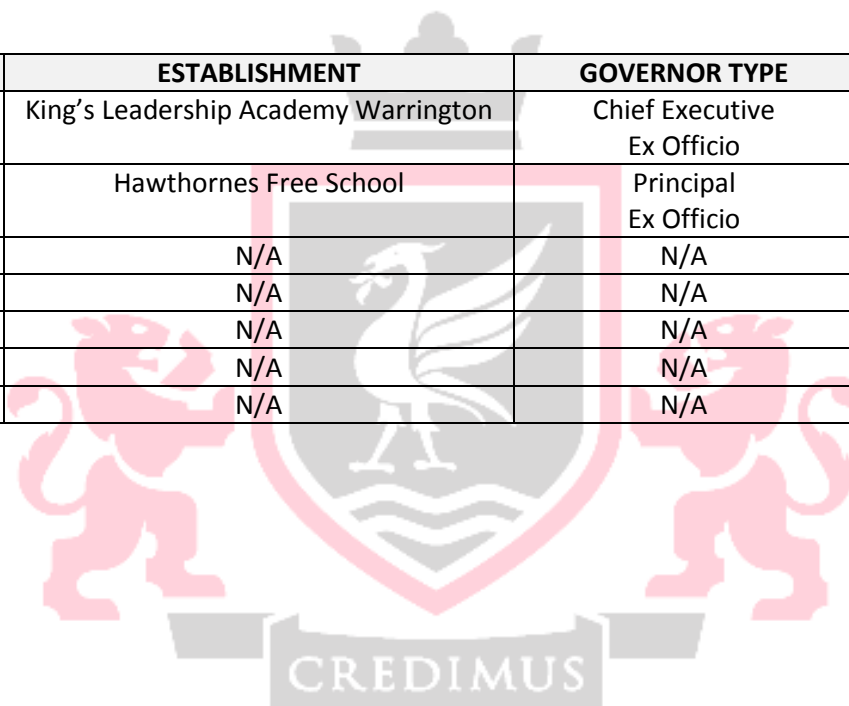 ESTABLISHMENT GOVERNOR TYPE
King’s Leadership Academy Warrington Chief Executive
Ex Officio
Hawthornes Free School Principal
Ex Officio
N/A N/A
N/A N/A
N/A N/A
N/A N/A
N/A N/A
CREDIMUS